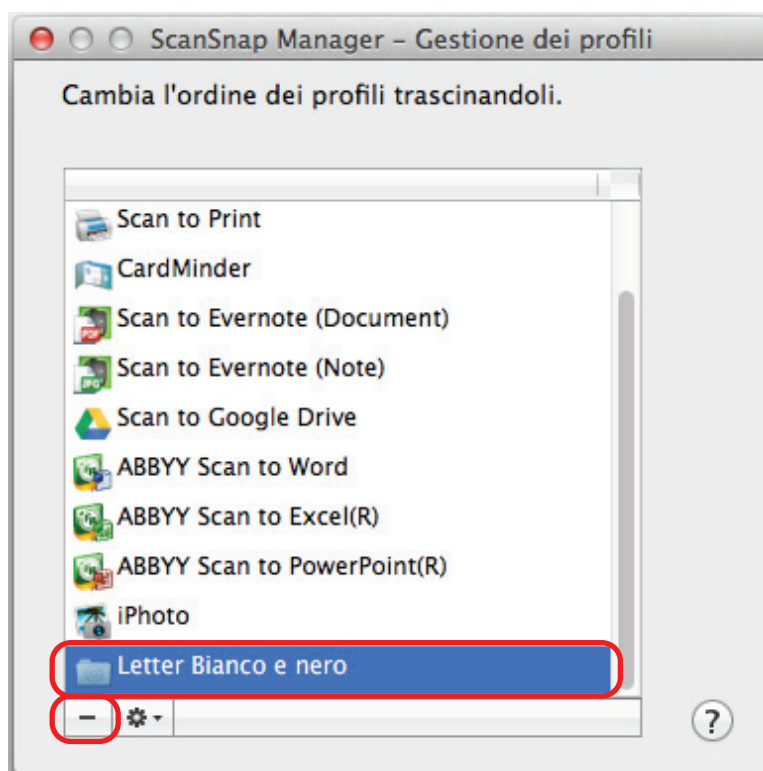 ScanSnap Manager – Gestione dei profili
Cambia l'ordine dei profili trascinandoli.
Scan to Print
CardMinder
Scan to Evernote (Document)
Scan to Evernote (Note)
Scan to Google Drive
ABBYY Scan to Word
ABBYY Scan to Excel(R)
ABBYY Scan to PowerPoint(R)
iPhoto
Letter Bianco e nero
− ?